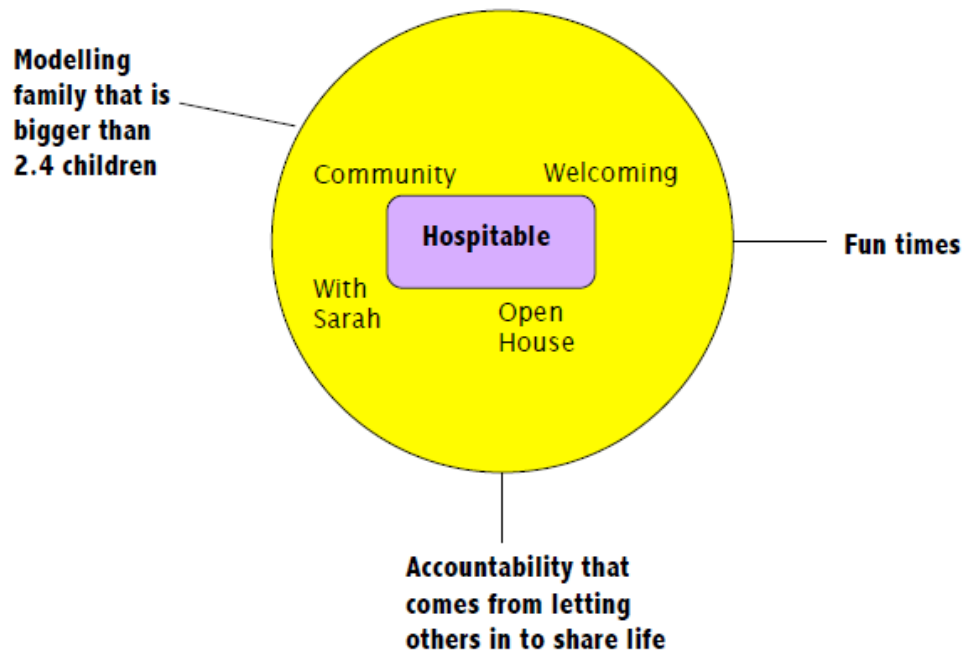 Modelling
family that is
bigger than
2.4 children
Community
Welcoming
Hospitable
Fun times
With
Sarah
Open
House
Accountability that
comes from letting
others in to share life